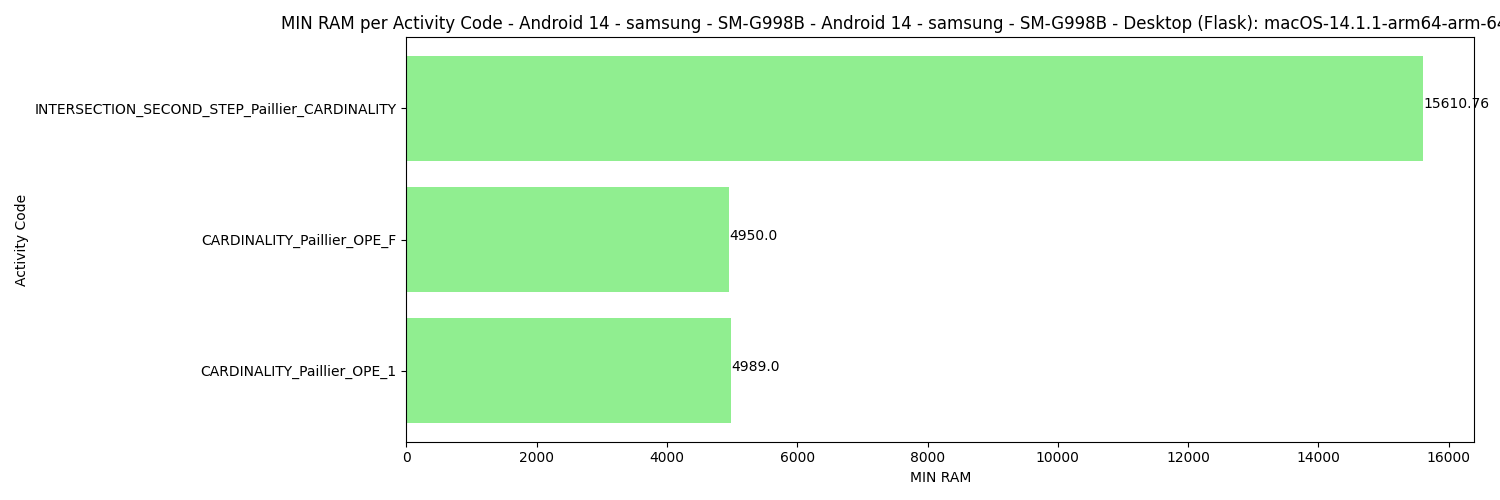 MIN RAM per Activity Code - Android 14 - samsung - SM-G998B - Android 14 - samsung - SM-G998B - Desktop (Flask): macOS-14.1.1-arm64-arm-64
INTERSECTION_SECOND_STEP_Paillier_CARDINALITY
15610.76
CARDINALITY_Paillier_OPE_F
4950.0
CARDINALITY_Paillier_OPE_1
4989.0
Activity Code
0 2000 4000 6000 8000 10000 12000 14000 16000
MIN RAM